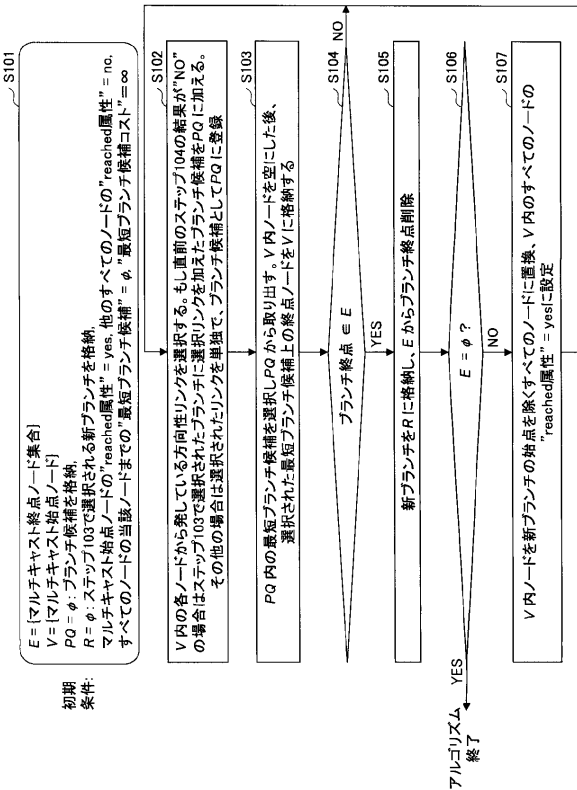 S101
初期
条件:
E = {マルチキャスト終点ノード集合}
V = {マルチキャスト始点ノード}
PQ = φ : ブランチ候補を格納,
R = φ : ステップ103で選択される新ブランチを格納,
マルチキャスト始点ノードの"reached属性" = yes, 他のすべてのノードの"reached属性" = no,
すべてのノードの当該ノードまでの"最短ブランチ候補" = φ, "最短ブランチ候補コスト"=∞
S102
V 内の各ノードから発している方向性リンクを選択する。もし直前のステップ104の結果が"NO"
の場合はステップ103で選択されたブランチに選択リンクを加えたブランチ候補をPQ に加える。
その他の場合は選択されたリンクを単独で、ブランチ候補としてPQ に登録
S103
PQ 内の最短ブランチ候補を選択しPQ から取り出す。V 内ノードを空にした後、
選択された最短ブランチ候補上の終点ノードをV に格納する
S104
ブランチ終点 ∈ E
NO
YES
S105
新ブランチをR に格納し、E からブランチ終点削除
S106
E = φ ?
YES
アルゴリズム
終了
NO
S107
V 内ノードを新ブランチの始点を除くすべてのノードに置換、V 内のすべてのノードの
"reached属性" = yesに設定